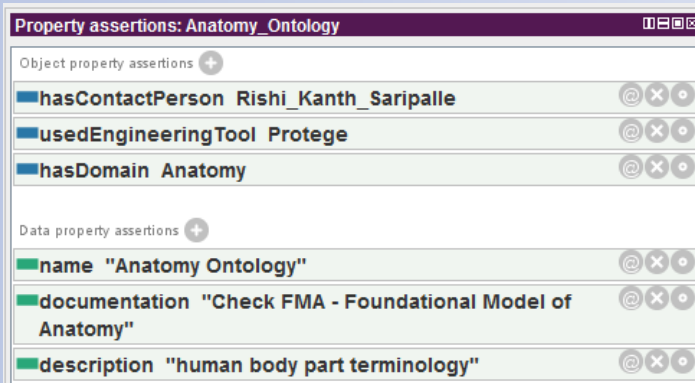 Property assertions: Anatomy_Ontology
Object property assertions
hasContactPerson Rishi_Kanth_Saripalle
usedEngineeringTool Protege
hasDomain Anatomy
Data property assertions
name "Anatomy Ontology"
documentation "Check FMA - Foundational Model of
Anatomy"
description "human body part terminology"